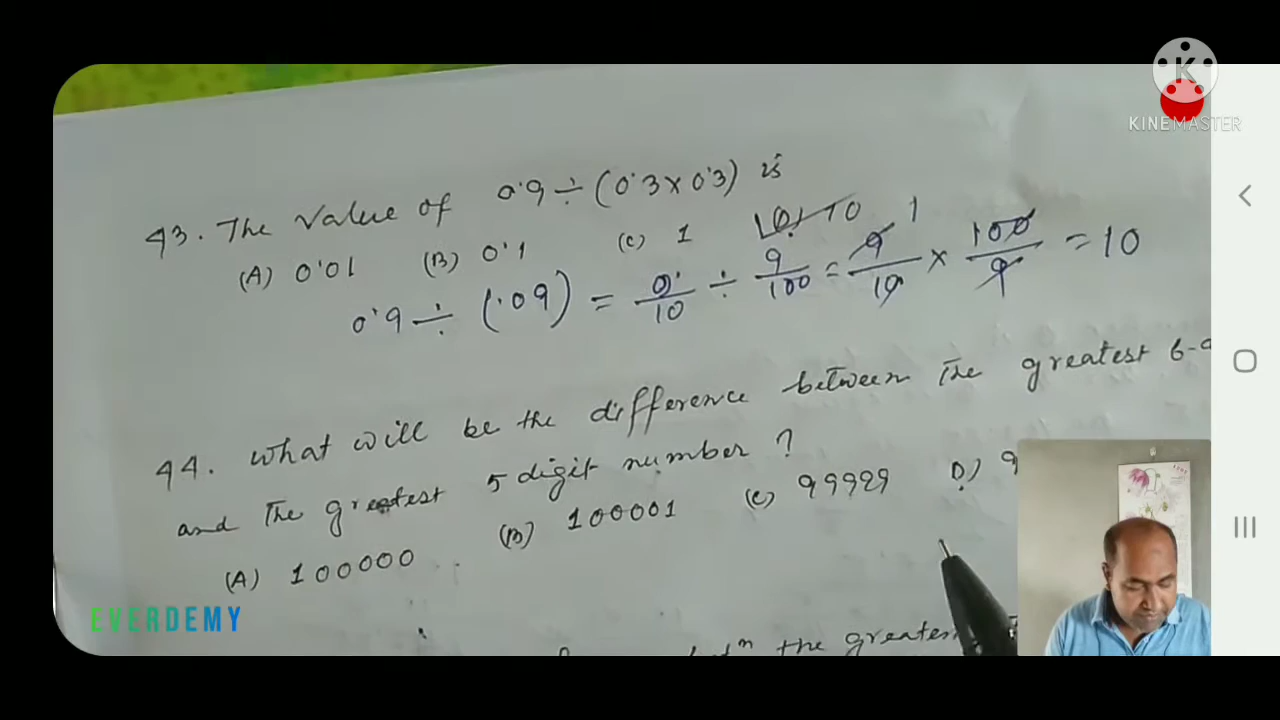 KINEMASTER
43. The value of 0.9 ÷ (0.3 × 0.3) is
(A) 0.01 (B) 0.1 (C) 1 (D) 10
0.9 ÷ (.09) = 9/10 ÷ 9/100 = 9/10 × 100/9 = 10
1
44. What will be the difference between the greatest 6-
and the greatest 5 digit number ?
(A) 100000 (B) 100001 (C) 99999 D) 9
the greatest
EVERDEMY